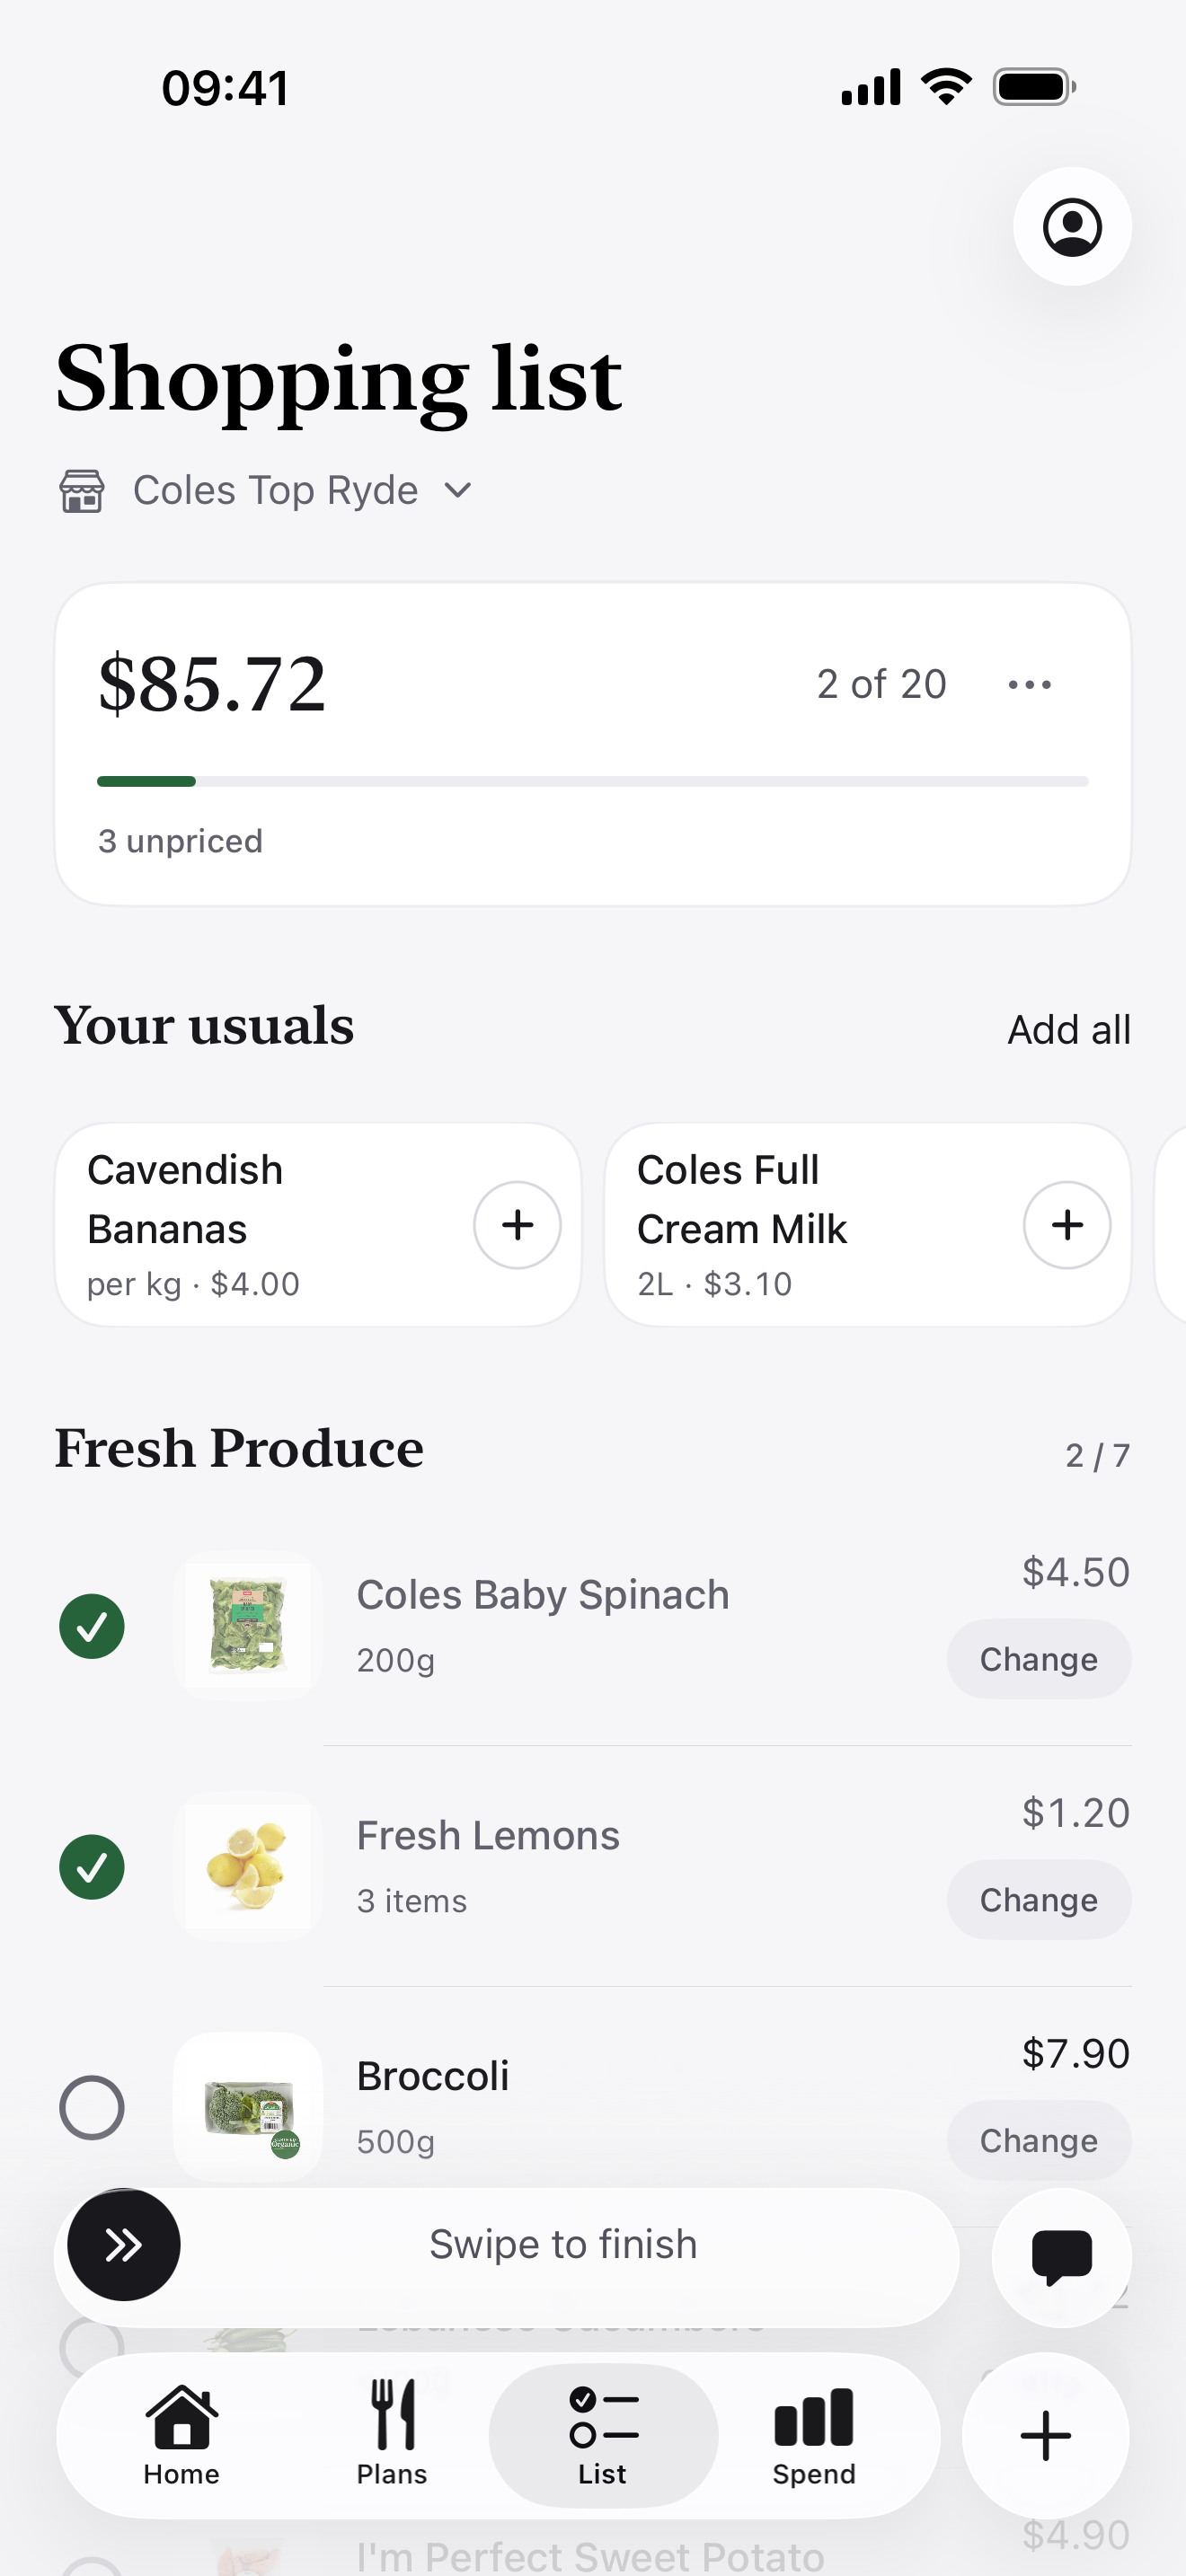 09:41
Shopping list
Coles Top Ryde
$85.72
2 of 20
3 unpriced
Your usuals
Add all
Cavendish
Bananas
per kg · $4.00
Coles Full
Cream Milk
2L · $3.10
Fresh Produce
2 / 7
Coles Baby Spinach
200g
$4.50
Change
Fresh Lemons
3 items
$1.20
Change
Broccoli
500g
$7.90
Change
Swipe to finish
Home
Plans
List
Spend
I'm Perfect Sweet Potato
$4.90